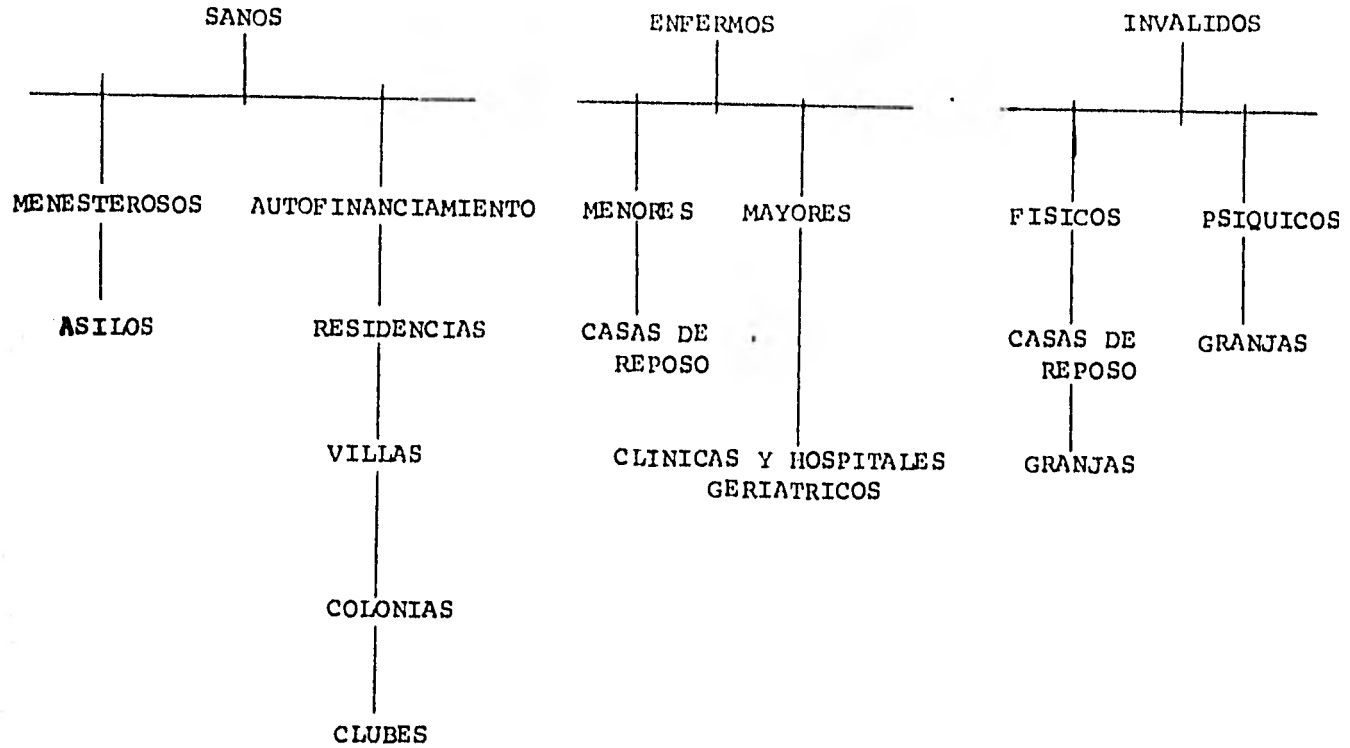 SANOS
ENFERMOS
INVALIDOS
MENESTEROSOS
AUTOFINANCIAMIENTO
MENORES
MAYORES
FISICOS
PSIQUICOS
ASILOS
RESIDENCIAS
CASAS DE
REPOSO
CASAS DE
REPOSO
GRANJAS
VILLAS
CLINICAS Y HOSPITALES
GERIATRICOS
GRANJAS
COLONIAS
CLUBES